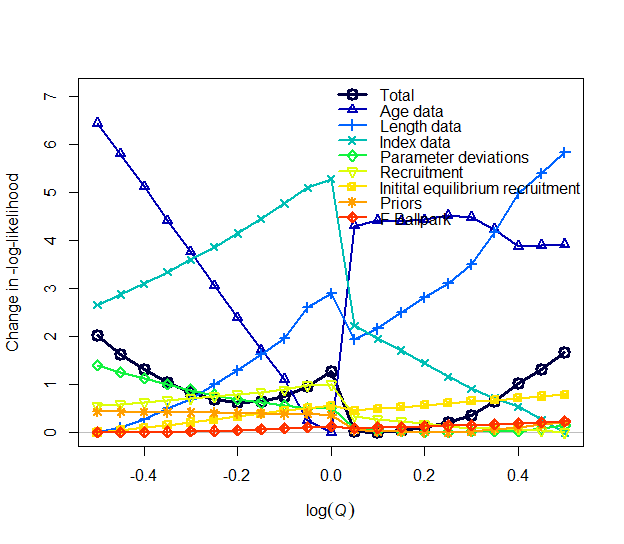 Total
Age data
Length data
Index data
Parameter deviations
Recruitment
Initital equilibrium recruitment
Priors
F Ballpark
Change in -log-likelihood
7
6
5
4
3
2
1
0
-0.4 -0.2 0.0 0.2 0.4
log(Q)